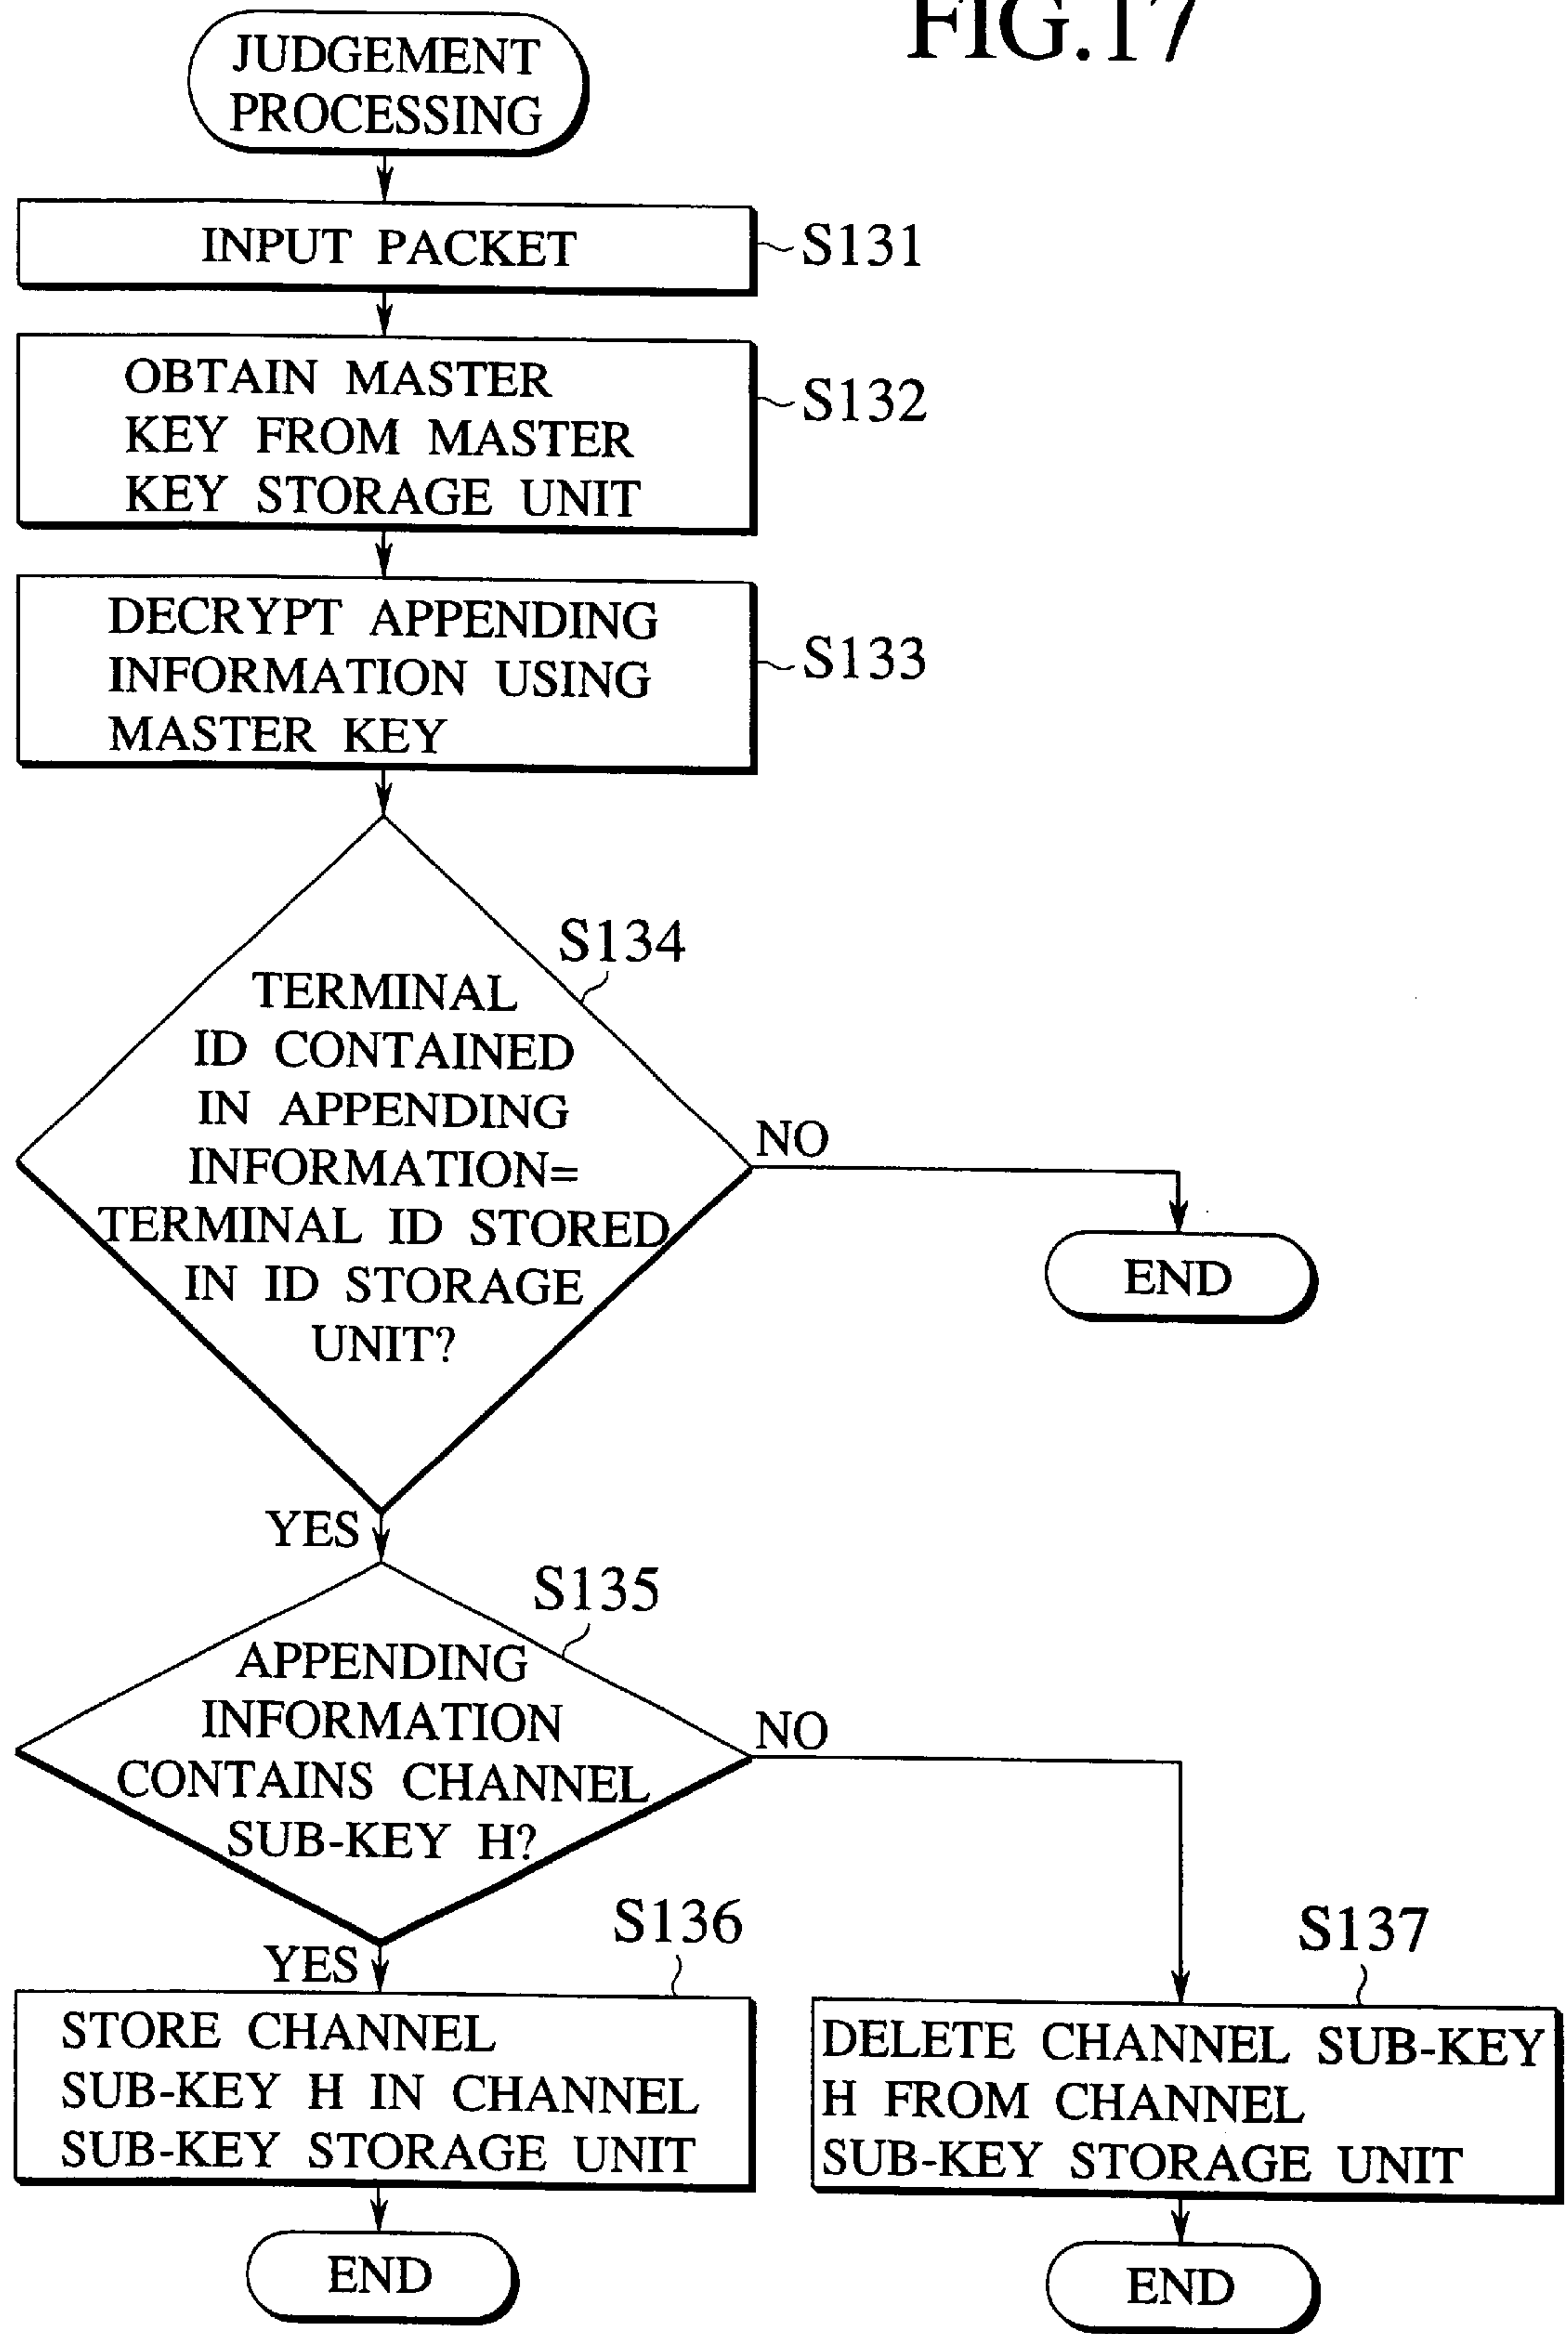 FIG.17
JUDGEMENT
PROCESSING
INPUT PACKET
S131
OBTAIN MASTER
KEY FROM MASTER
KEY STORAGE UNIT
S132
DECRYPT APPENDING
INFORMATION USING
MASTER KEY
S133
S134
TERMINAL
ID CONTAINED
IN APPENDING
INFORMATION=
TERMINAL ID STORED
IN ID STORAGE
UNIT?
NO
END
YES
S135
APPENDING
INFORMATION
CONTAINS CHANNEL
SUB-KEY H?
NO
YES
S136
STORE CHANNEL
SUB-KEY H IN CHANNEL
SUB-KEY STORAGE UNIT
END
S137
DELETE CHANNEL SUB-KEY
H FROM CHANNEL
SUB-KEY STORAGE UNIT
END